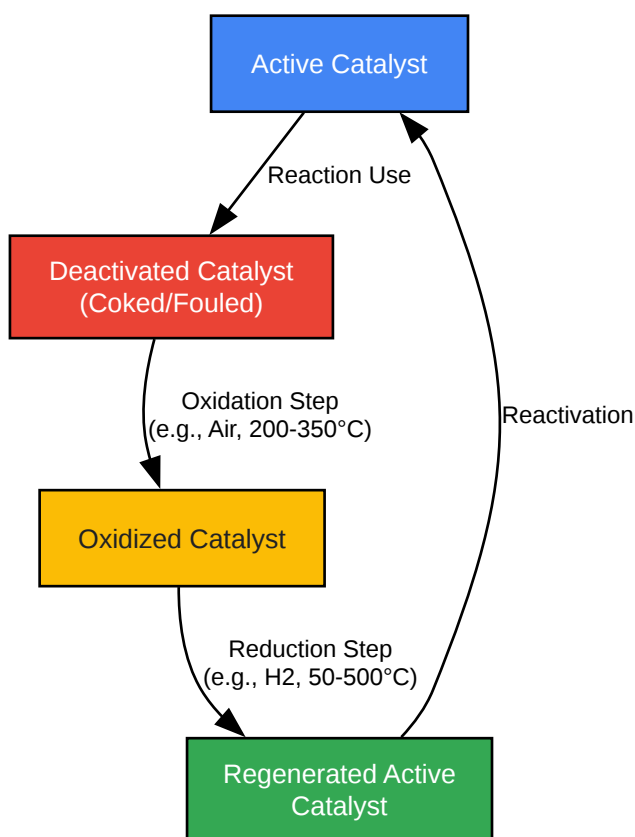 Active Catalyst
Reaction Use
Deactivated Catalyst
(Coked/Fouled)
Oxidation Step
(e.g., Air, 200-350°C)
Reactivation
Oxidized Catalyst
Reduction Step
(e.g., H2, 50-500°C)
Regenerated Active
Catalyst